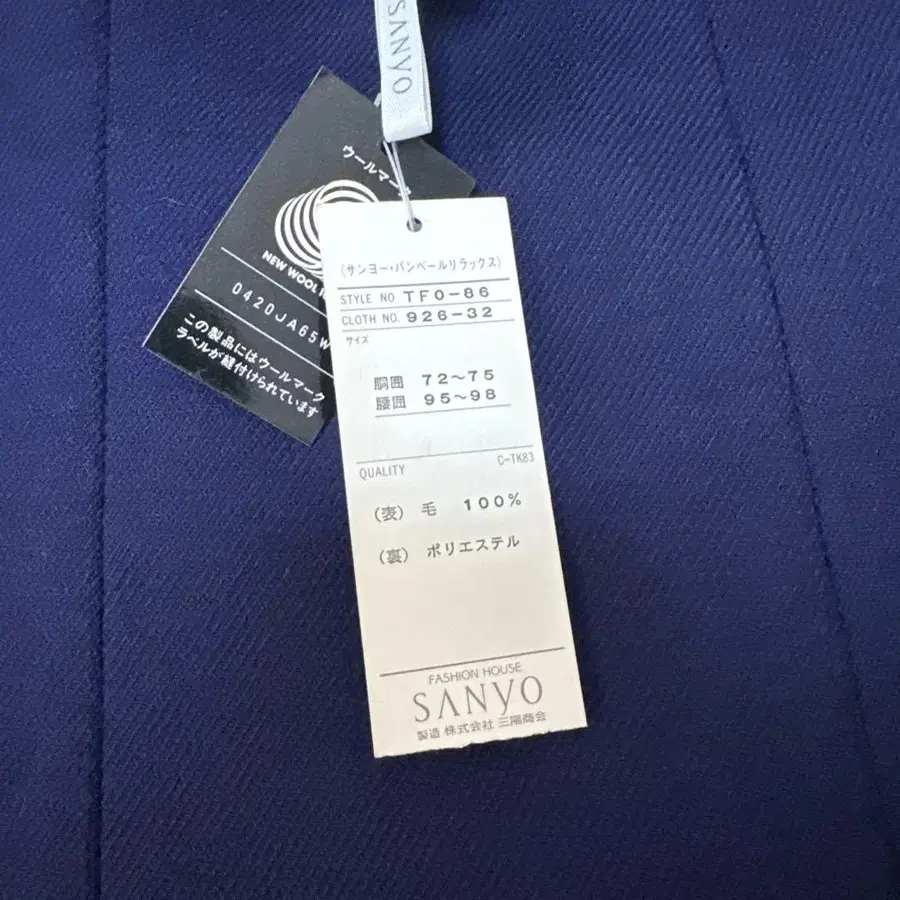 SANYO
ウールマーク
NEW WOOL
0420JA65W
この製品にはウールマーク
ラベルが縫付けられています
(サンヨー・バンベールリラックス)
STYLE NO TFO-86
CLOTH NO. 926-32
サイズ
胴囲 72～75
腰囲 95～98
QUALITY C-TK83
(表) 毛 100%
(裏) ポリエステル
FASHION HOUSE
SANYO
製造 株式会社 三陽商会